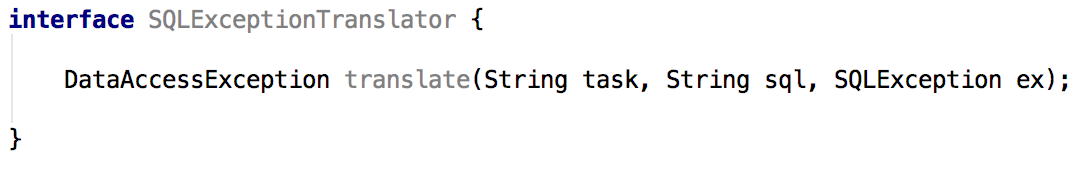 interface SQLExceptionTranslator {
DataAccessException translate(String task, String sql, SQLException ex);
}